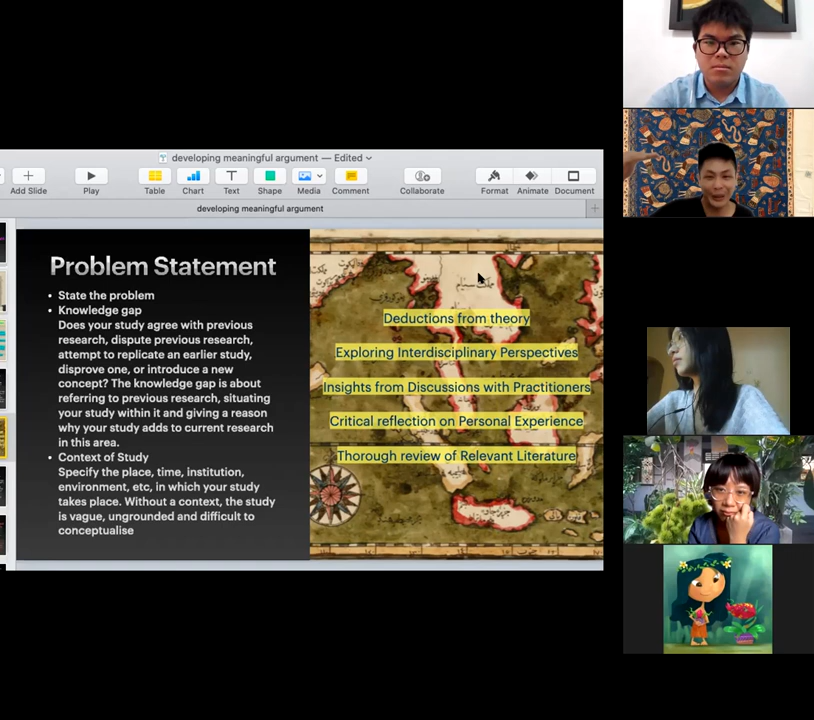 developing meaningful argument — Edited
Add Slide
Play
Table
Chart
Text
Shape
Media
Comment
Collaborate
Format
Animate
Document
developing meaningful argument
Problem Statement
• State the problem
• Knowledge gap
Does your study agree with previous
research, dispute previous research,
attempt to replicate an earlier study,
disprove one, or introduce a new
concept? The knowledge gap is about
referring to previous research, situating
your study within it and giving a reason
why your study adds to current research
in this area.
• Context of Study
Specify the place, time, institution,
environment, etc, in which your study
takes place. Without a context, the study
is vague, ungrounded and difficult to
conceptualise
Deductions from theory
Exploring Interdisciplinary Perspectives
Insights from Discussions with Practitioners
Critical reflection on Personal Experience
Thorough review of Relevant Literature